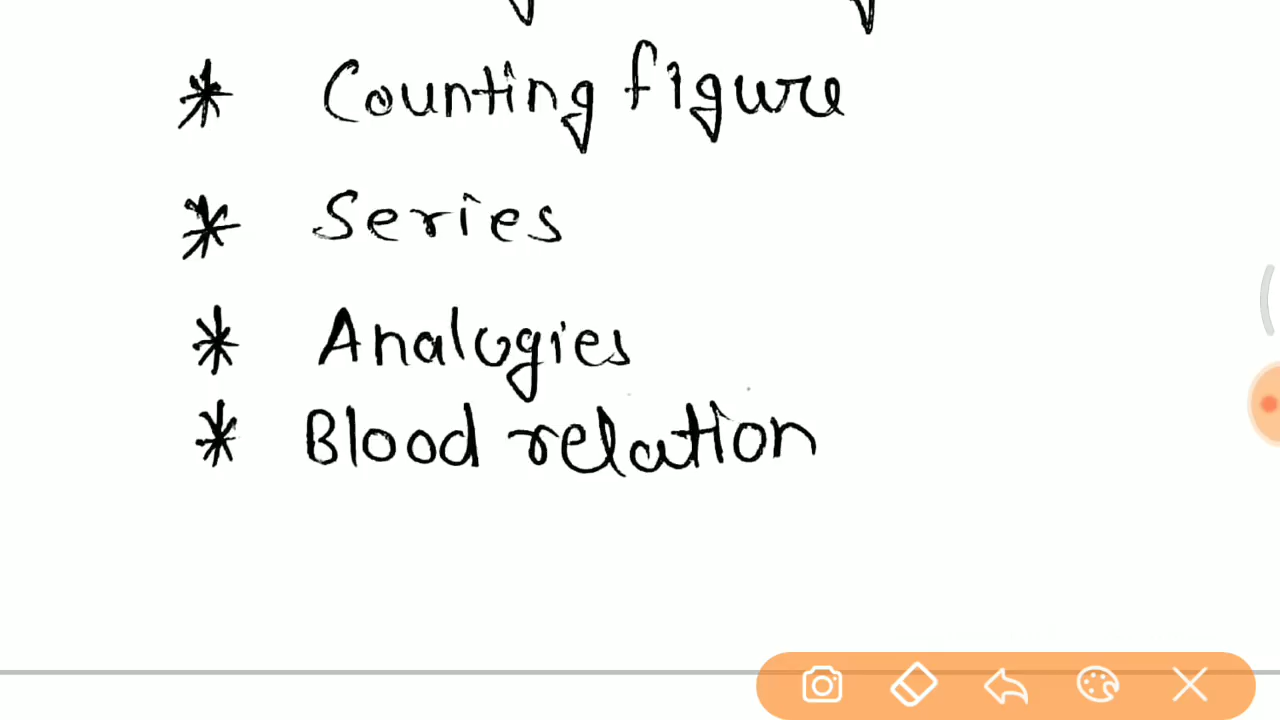 * Counting figure
* Series
* Analogies
* Blood relation